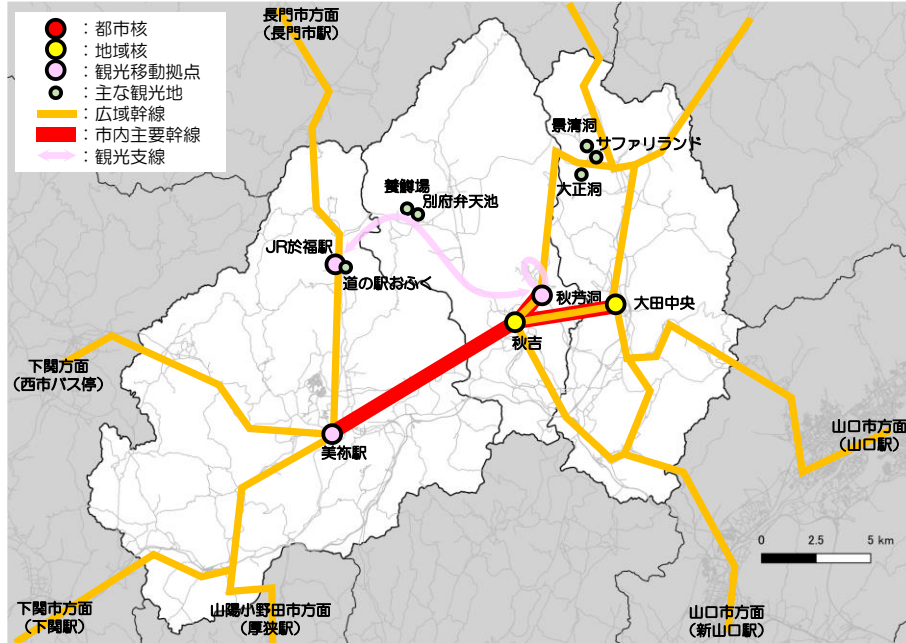 ：都市核
：地域核
：観光移動拠点
：主な観光地
：広域幹線
：市内主要幹線
：観光支線
長門市方面
（長門市駅）
景清洞
サファリランド
大正洞
養鱒場
別府弁天池
JR於福駅
道の駅おふく
秋芳洞
大田中央
秋吉
下関方面
（西市バス停）
美祢駅
山口市方面
（山口駅）
0 2.5 5 km
下関市方面
（下関駅）
山陽小野田市方面
（厚狭駅）
山口市方面
（新山口駅）